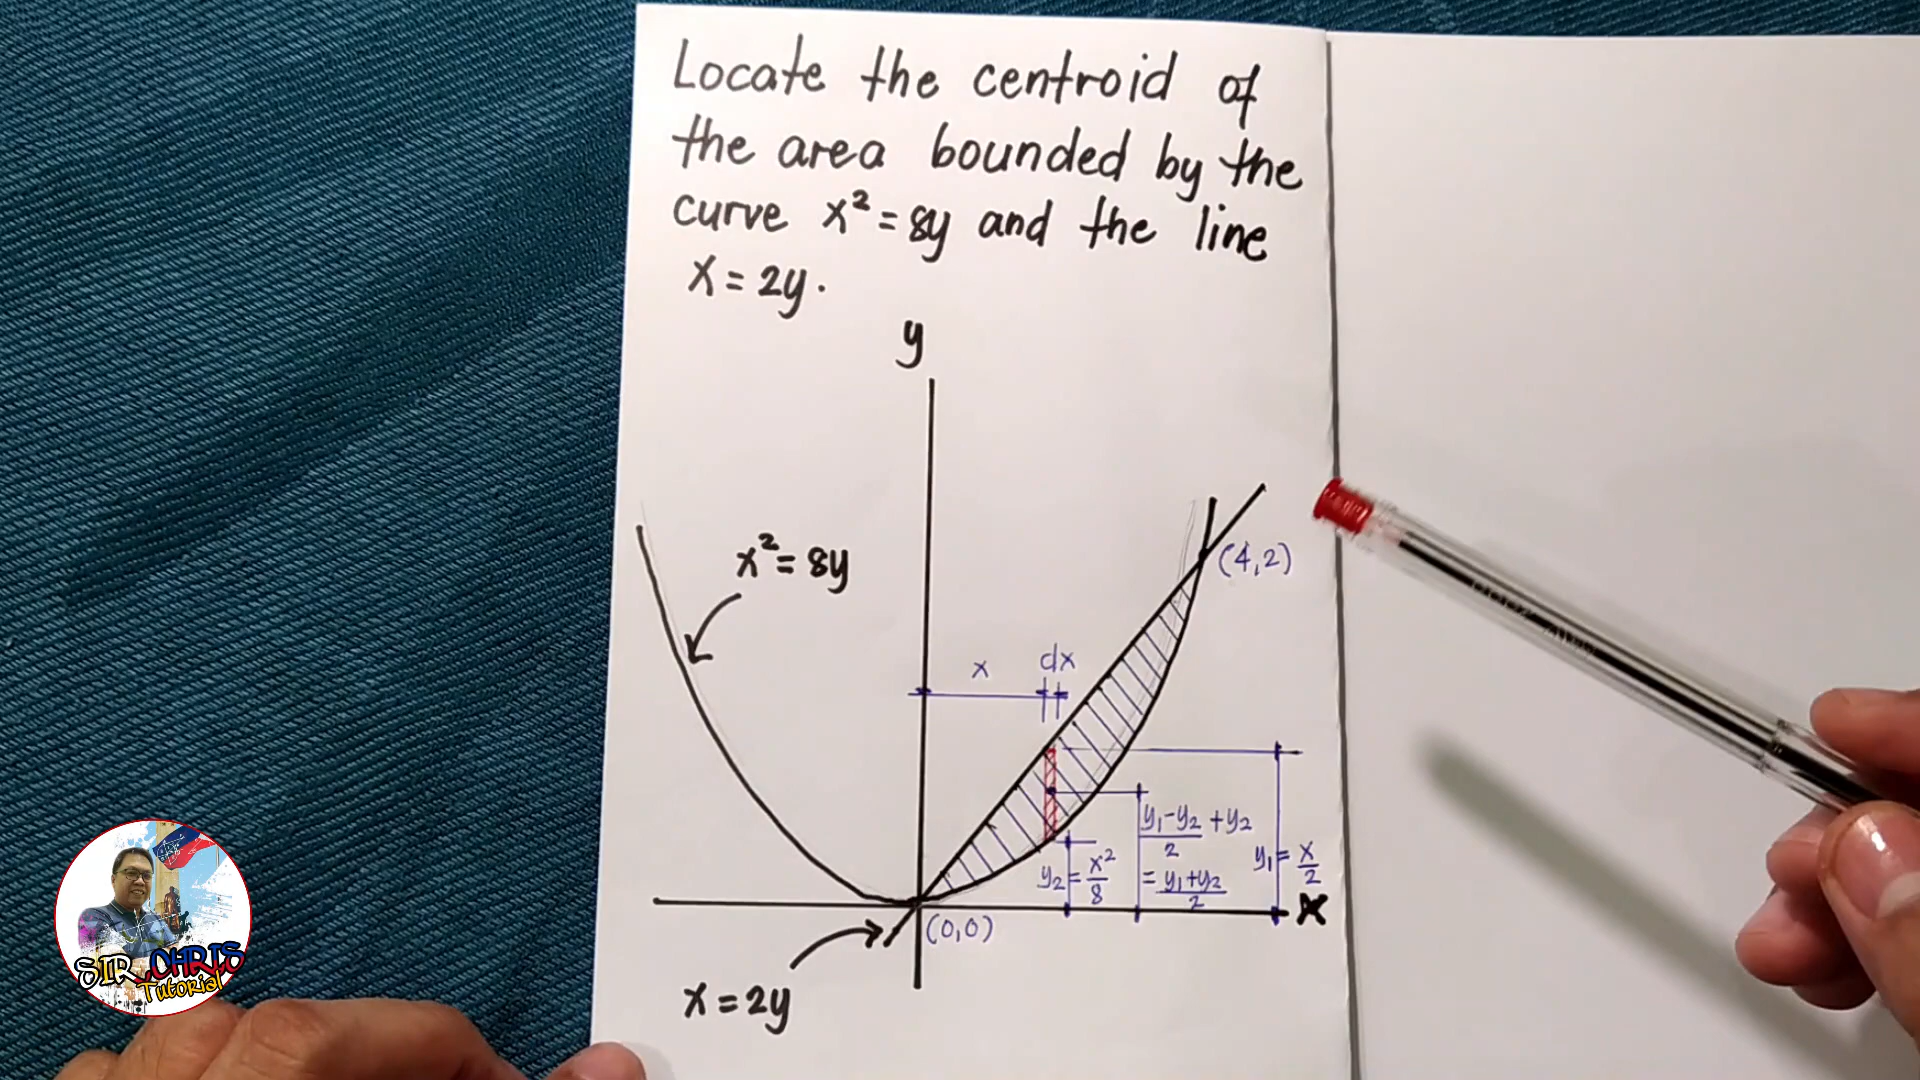 Locate the centroid of
the area bounded by the
curve x² = 8y and the line
x = 2y.
y
x² = 8y
(4,2)
x
dx
y₁-y₂/2 + y₂
= y₁+y₂/2
y₂ = x²/8
y₁ = x/2
x
(0,0)
x = 2y
SIR CHRIS
Tutorial